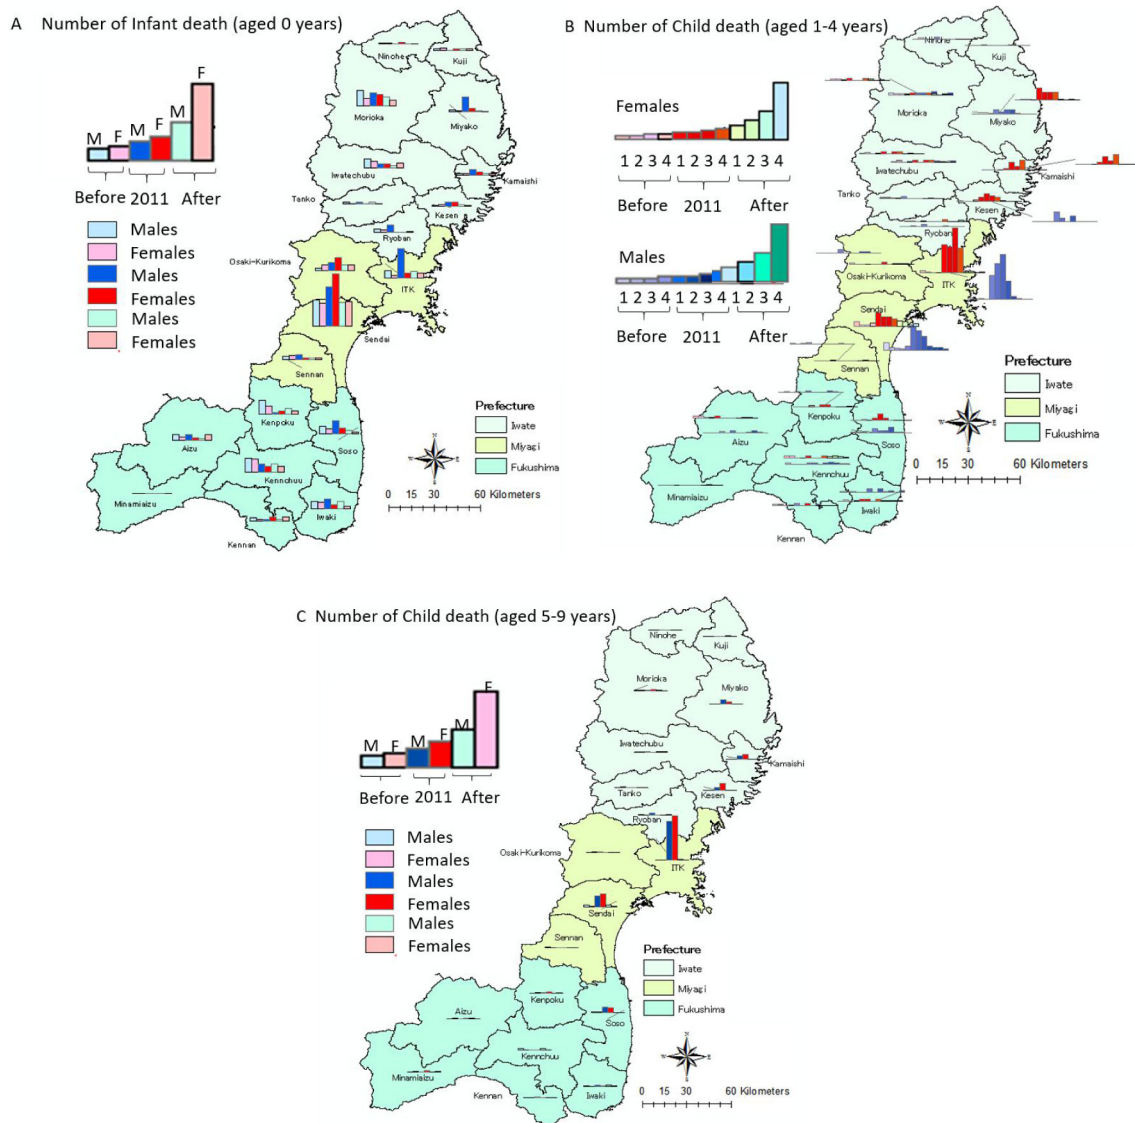 A Number of Infant death (aged 0 years)
F
M
M F M F
Before 2011 After
Males
Females
Males
Females
Males
Females
Ninohe
Kuji
Morioka
Miyako
Iwatechubu
Kamaishi
Tanko
Kesen
Ryoban
Osaki-Kurikoma
ITK
Sendai
Sennan
Kenpoku
Soso
Aizu
Kennchuu
Minamiaizu
Iwaki
Kennan
Prefecture
Iwate
Miyagi
Fukushima
N
W E
S
0 15 30 60 Kilometers
B Number of Child death (aged 1-4 years)
Females
1 2 3 4 1 2 3 4 1 2 3 4
Before 2011 After
Males
1 2 3 4 1 2 3 4 1 2 3 4
Before 2011 After
Ninohe
Kuji
Morioka
Miyako
Iwatechubu
Kamaishi
Tanko
Kesen
Ryoban
Osaki-Kurikoma
ITK
Sendai
Sennan
Kenpoku
Soso
Aizu
Kennchuu
Minamiaizu
Iwaki
Kennan
Prefecture
Iwate
Miyagi
Fukushima
N
W E
S
0 15 30 60 Kilometers
C Number of Child death (aged 5-9 years)
F
M
M F M F
Before 2011 After
Males
Females
Males
Females
Males
Females
Ninohe
Kuji
Morioka
Miyako
Iwatechubu
Kamaishi
Tanko
Kesen
Ryoban
Osaki-Kurikoma
ITK
Sendai
Sennan
Kenpoku
Soso
Aizu
Kennchuu
Minamiaizu
Iwaki
Kennan
Prefecture
Iwate
Miyagi
Fukushima
N
W E
S
0 15 30 60 Kilometers